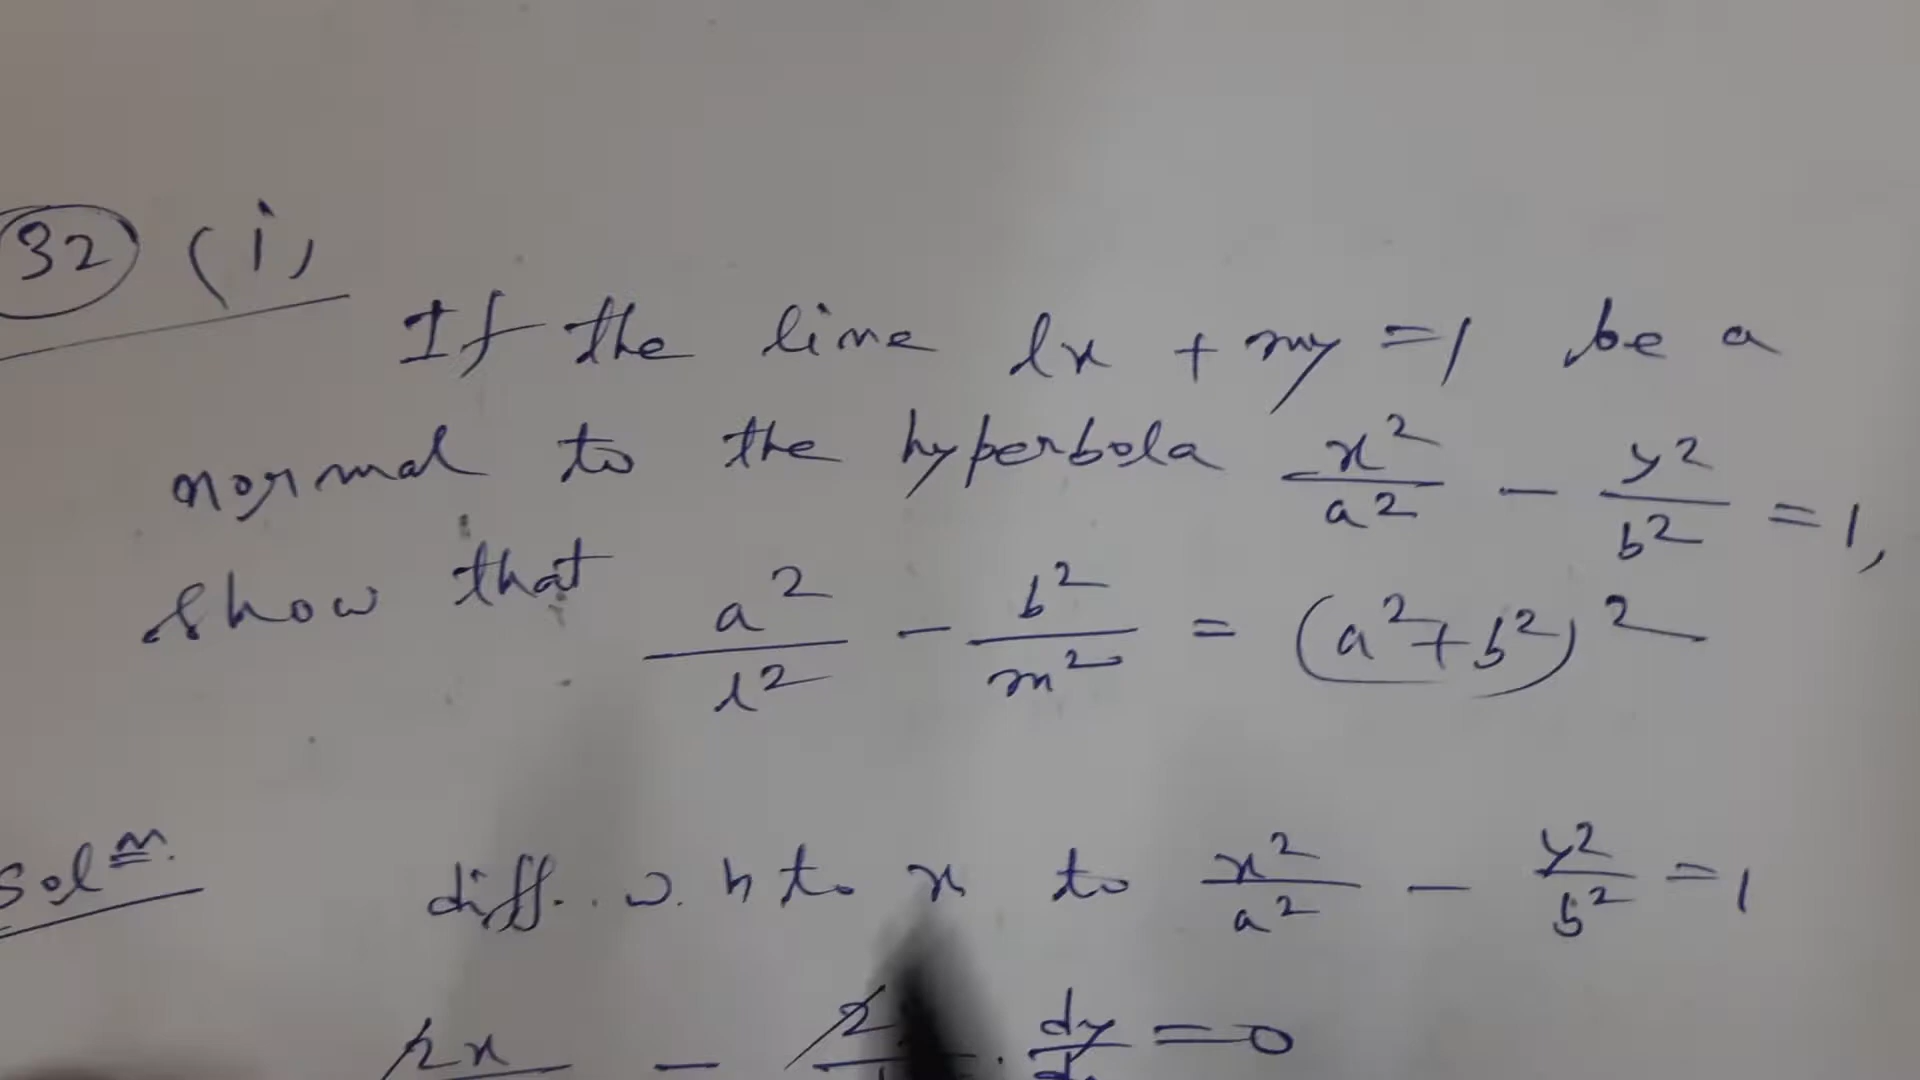 32 (i)
If the line lx + my = 1 be a
normal to the hyperbola x²/a² - y²/b² = 1,
show that a²/l² - b²/m² = (a² + b²)²
Solⁿ. diff. w. r to x to x²/a² - y²/b² = 1
2x - 2 . dy = 0